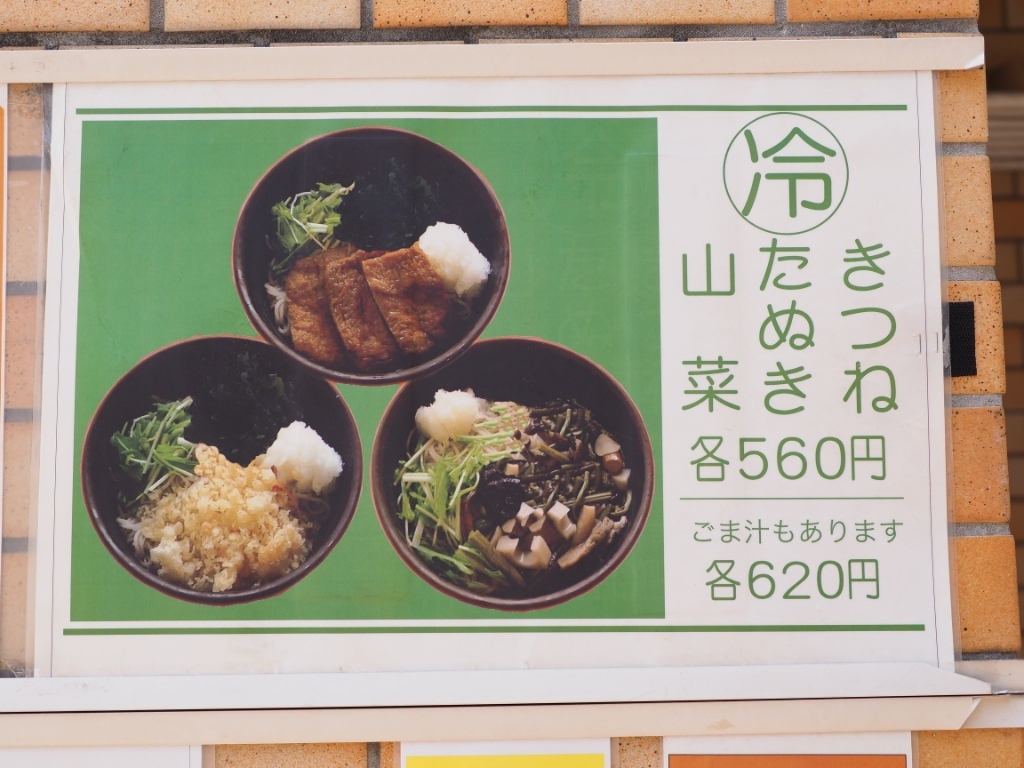 冷
きつね
たぬき
山菜
各560円
ごま汁もあります
各620円